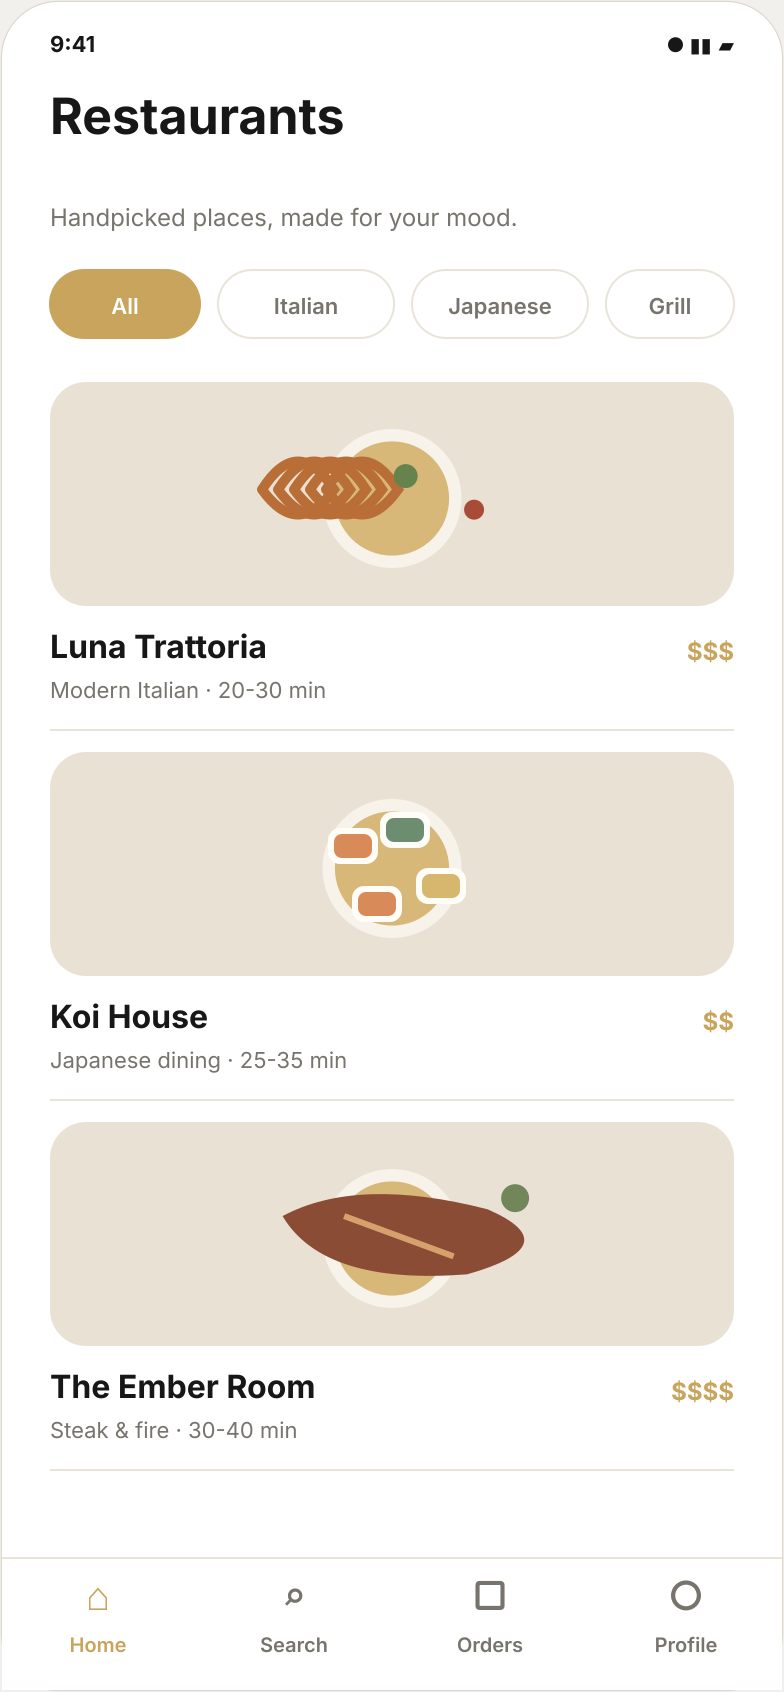 9:41
Restaurants
Handpicked places, made for your mood.
All Italian Japanese Grill
Luna Trattoria $$$
Modern Italian · 20-30 min
Koi House $$
Japanese dining · 25-35 min
The Ember Room $$$$
Steak & fire · 30-40 min
Home Search Orders Profile